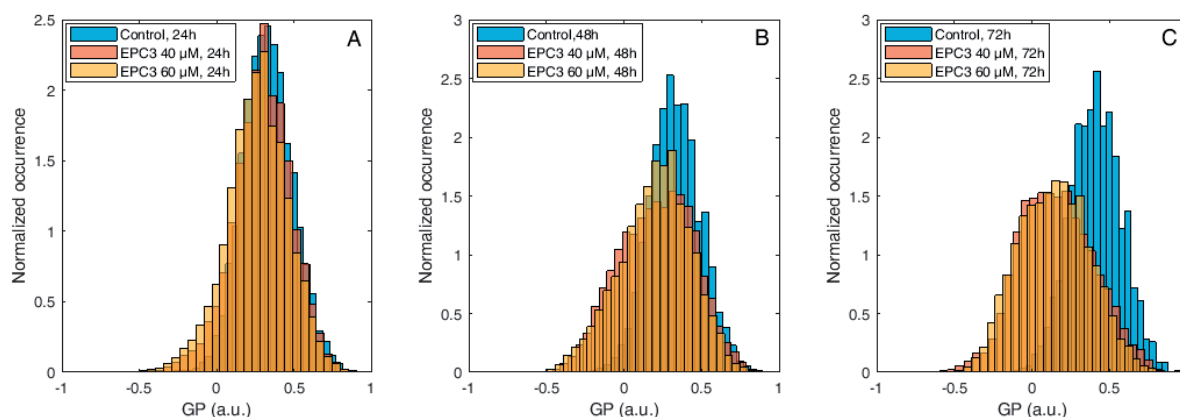 A
Control, 24h
EPC3 40 µM, 24h
EPC3 60 µM, 24h
Normalized occurrence
2.5
2
1.5
1
0.5
0
-1
-0.5
0
0.5
1
GP (a.u.)
B
Control,48h
EPC3 40 µM, 48h
EPC3 60 µM, 48h
Normalized occurrence
3
2.5
2
1.5
1
0.5
0
-1
-0.5
0
0.5
1
GP (a.u.)
C
Control, 72h
EPC3 40 µM, 72h
EPC3 60 µM, 72h
Normalized occurrence
3
2.5
2
1.5
1
0.5
0
-1
-0.5
0
0.5
GP (a.u.)